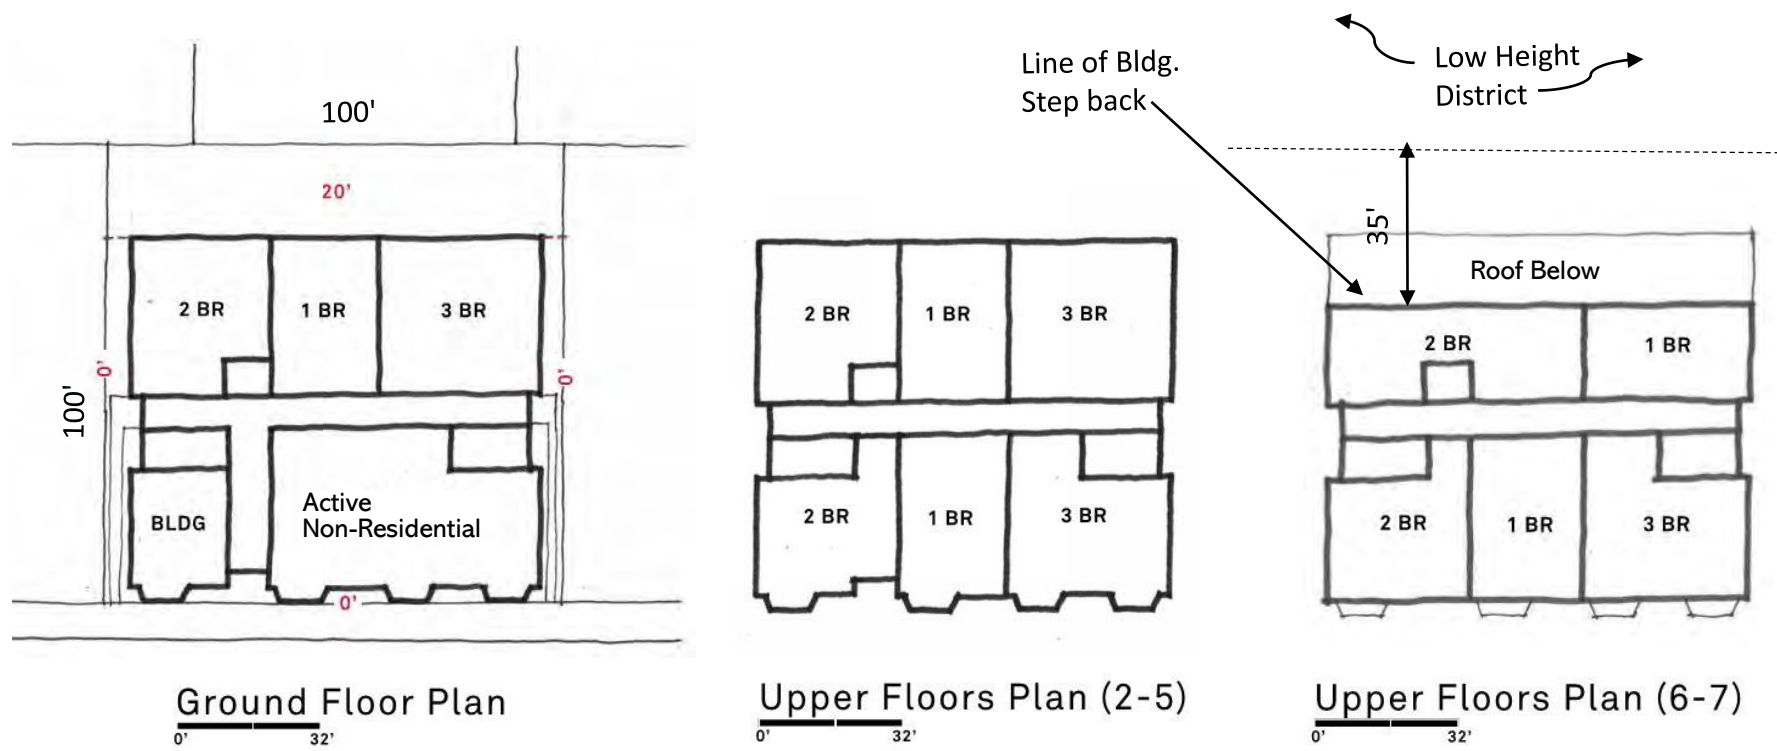 100'
20'
2 BR
1 BR
3 BR
0'
0'
100'
BLDG
Active
Non-Residential
0'
Ground Floor Plan
0' 32'
2 BR
1 BR
3 BR
2 BR
1 BR
3 BR
Upper Floors Plan (2-5)
0' 32'
Line of Bldg.
Step back
Low Height
District
35'
Roof Below
2 BR
1 BR
2 BR
1 BR
3 BR
Upper Floors Plan (6-7)
0' 32'